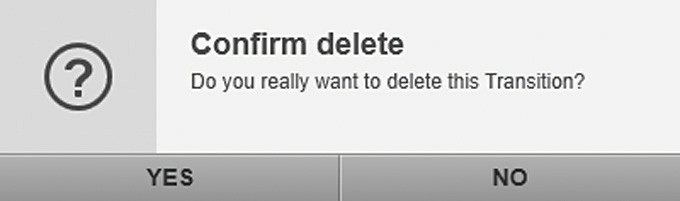 ?
Confirm delete
Do you really want to delete this Transition?
YES
NO